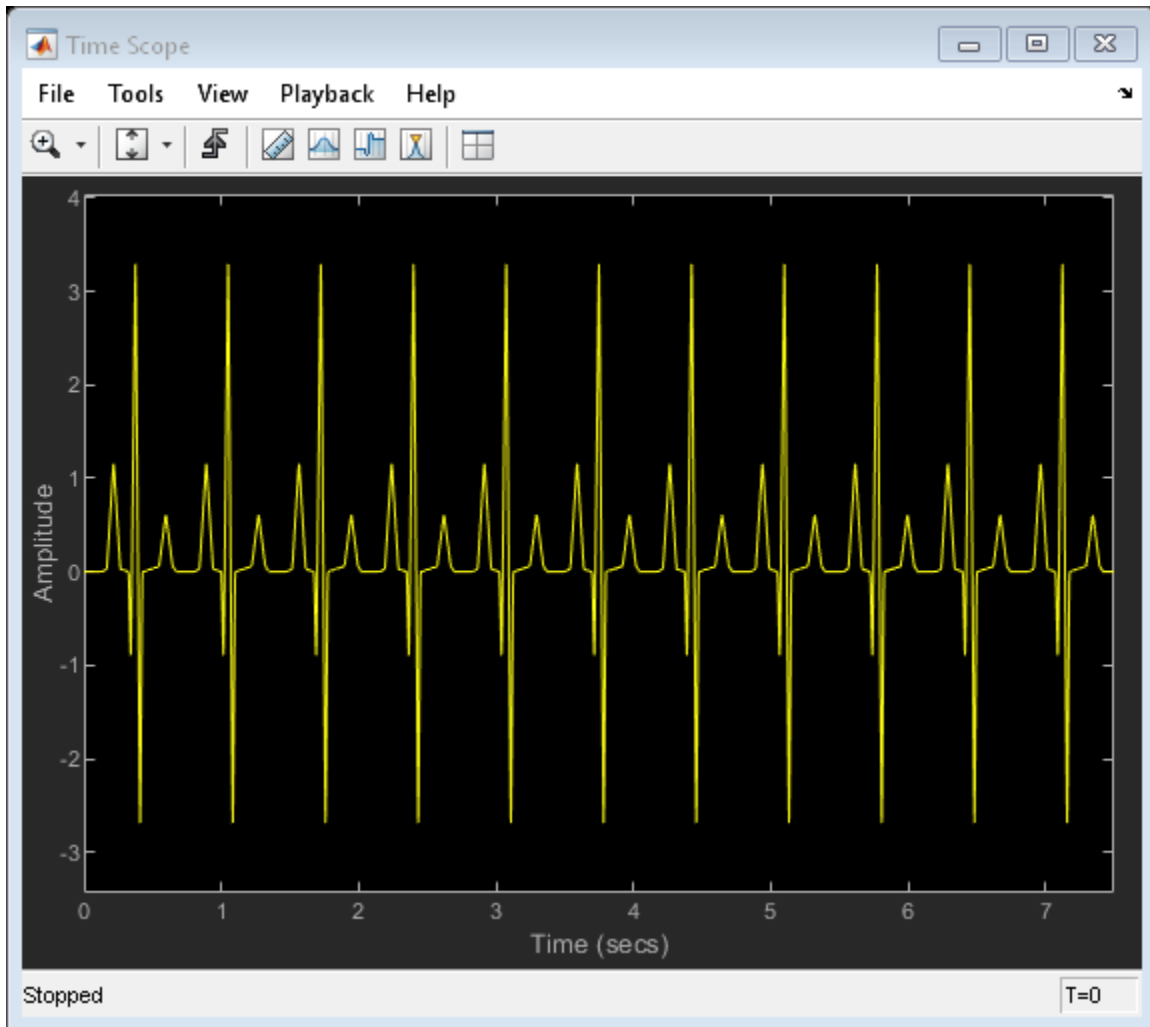 Time Scope
File Tools View Playback Help
4
3
2
1
0
-1
-2
-3
Amplitude
0 1 2 3 4 5 6 7
Time (secs)
Stopped T=0